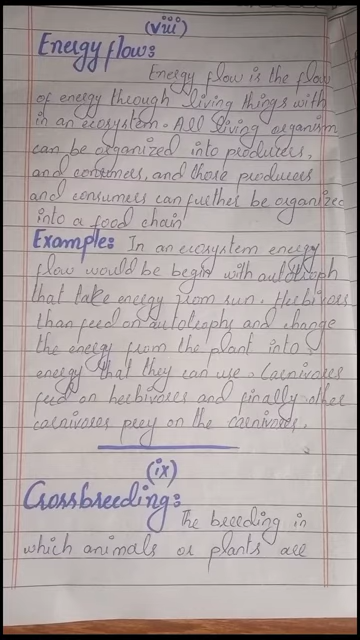 (viii)
Energy flow:
Energy flow is the flow
of energy through living things with
in an ecosystem. All living organism
can be organized into producers,
and consumers, and those producers
and consumers can further be organized
into a food chain
Example: In an ecosystem energy
flow would be begin with autotroph
that take energy from sun. Herbivores
than feed on autotrophs and change
the energy from the plant into
energy that they can use. Carnivores
feed on herbivores and finally other
carnivores prey on the carnivores.
(ix)
Crossbreeding:
The breeding in
which animals or plants are